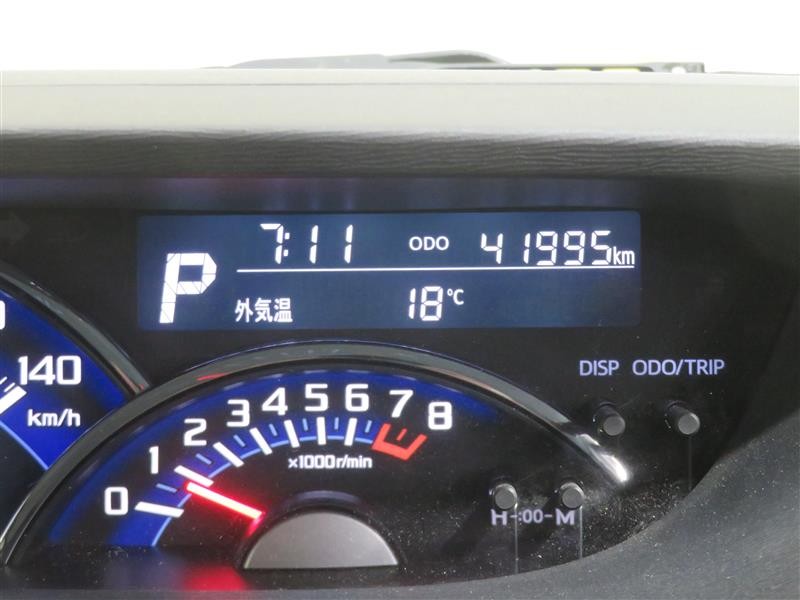 7:11 ODO 41995km
P
外気温 18℃
DISP ODO/TRIP
140
km/h
0 1 2 3 4 5 6 7 8
×1000r/min
H-:00-M